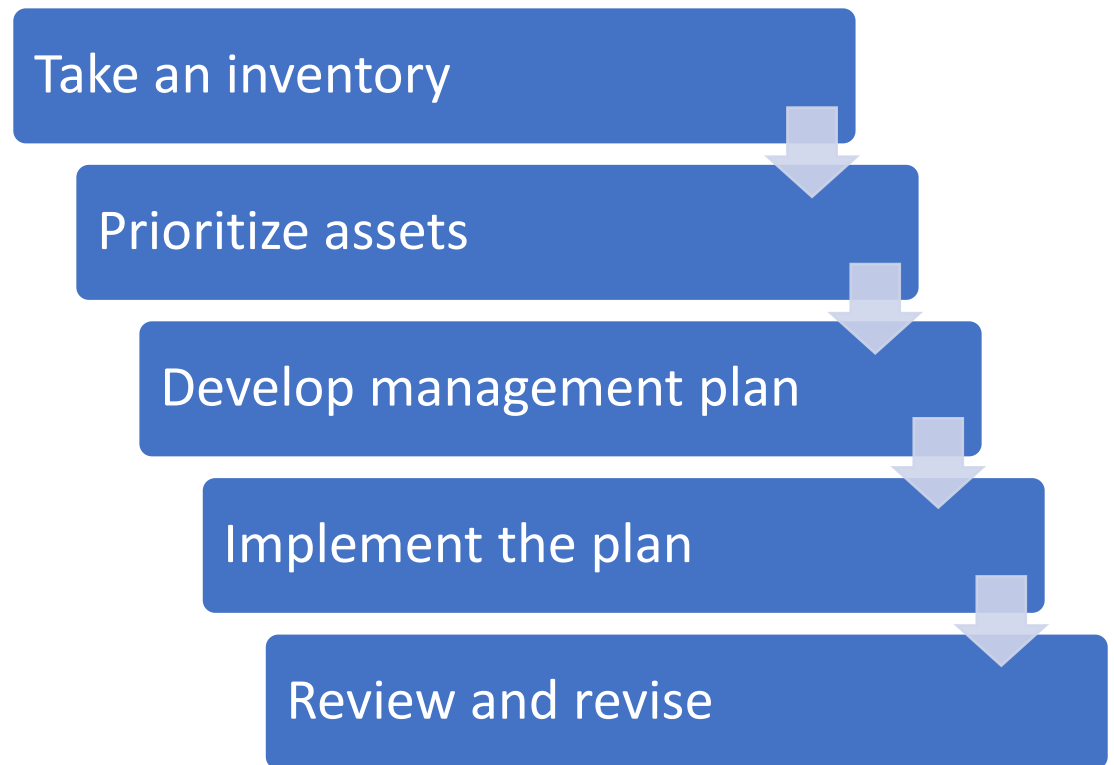 Take an inventory
Prioritize assets
Develop management plan
Implement the plan
Review and revise